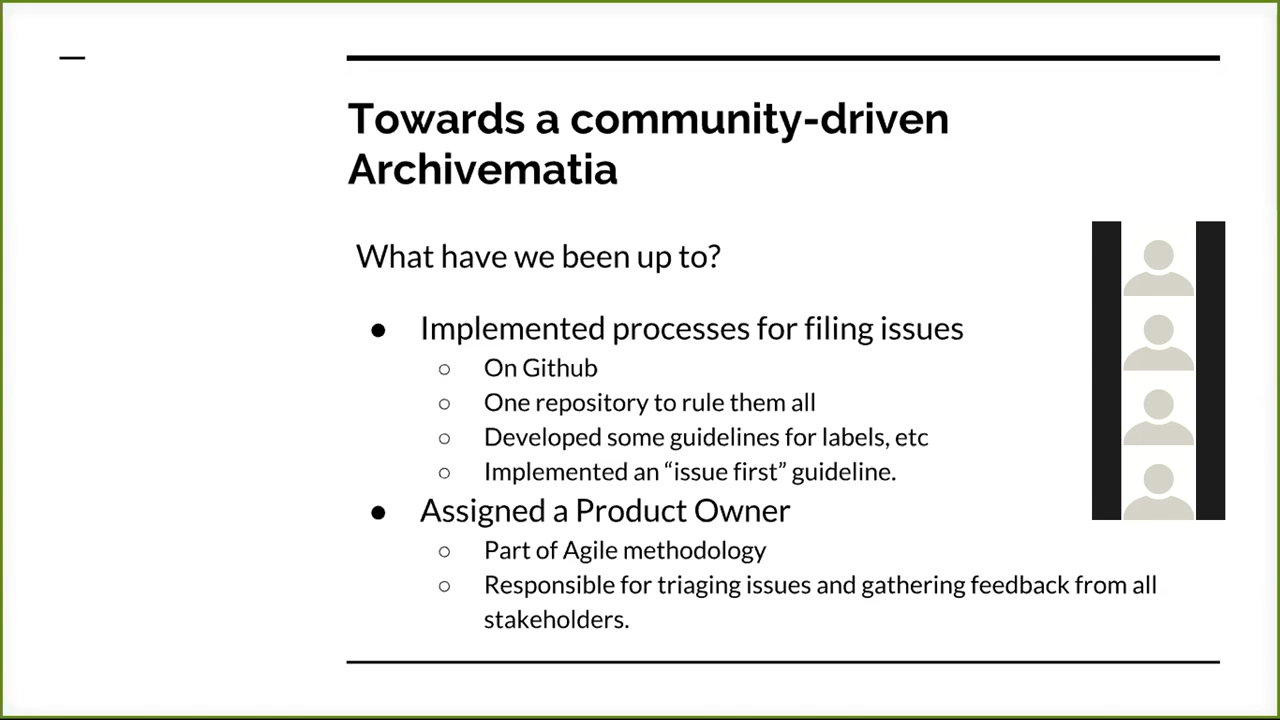 Towards a community-driven
Archivematia
What have we been up to?
● Implemented processes for filing issues
○ On Github
○ One repository to rule them all
○ Developed some guidelines for labels, etc
○ Implemented an “issue first” guideline.
● Assigned a Product Owner
○ Part of Agile methodology
○ Responsible for triaging issues and gathering feedback from all
stakeholders.